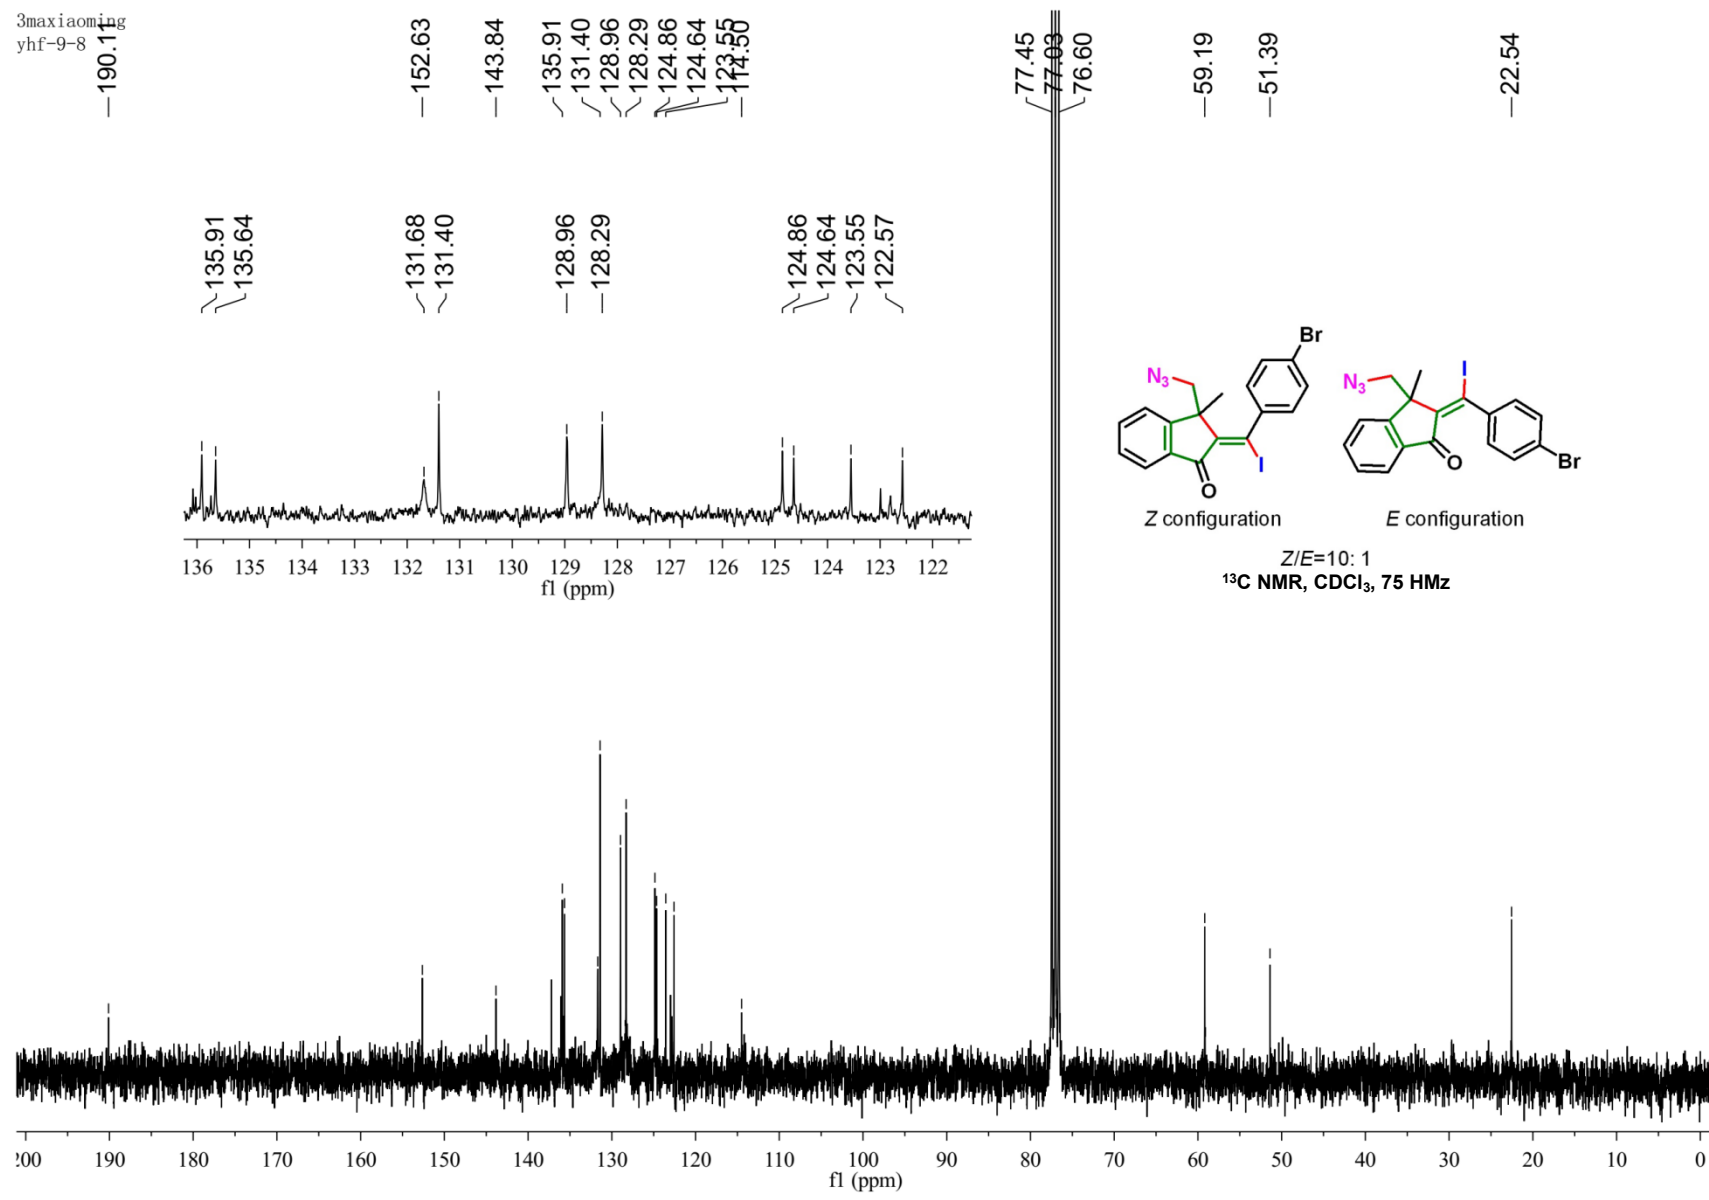 3maxiaoming
yhf-9-8
190.11
152.63
143.84
135.91
131.40
128.96
128.29
124.86
124.64
123.55
114.50
77.45
77.03
76.60
59.19
51.39
22.54
135.91
135.64
131.68
131.40
128.96
128.29
124.86
124.64
123.55
122.57
136 135 134 133 132 131 130 129 128 127 126 125 124 123 122
f1 (ppm)
Br
N3
I
O
Z configuration
I
N3
O
Br
E configuration
Z/E=10: 1
13C NMR, CDCl3, 75 HMz
200 190 180 170 160 150 140 130 120 110 100 90 80 70 60 50 40 30 20 10 0
f1 (ppm)